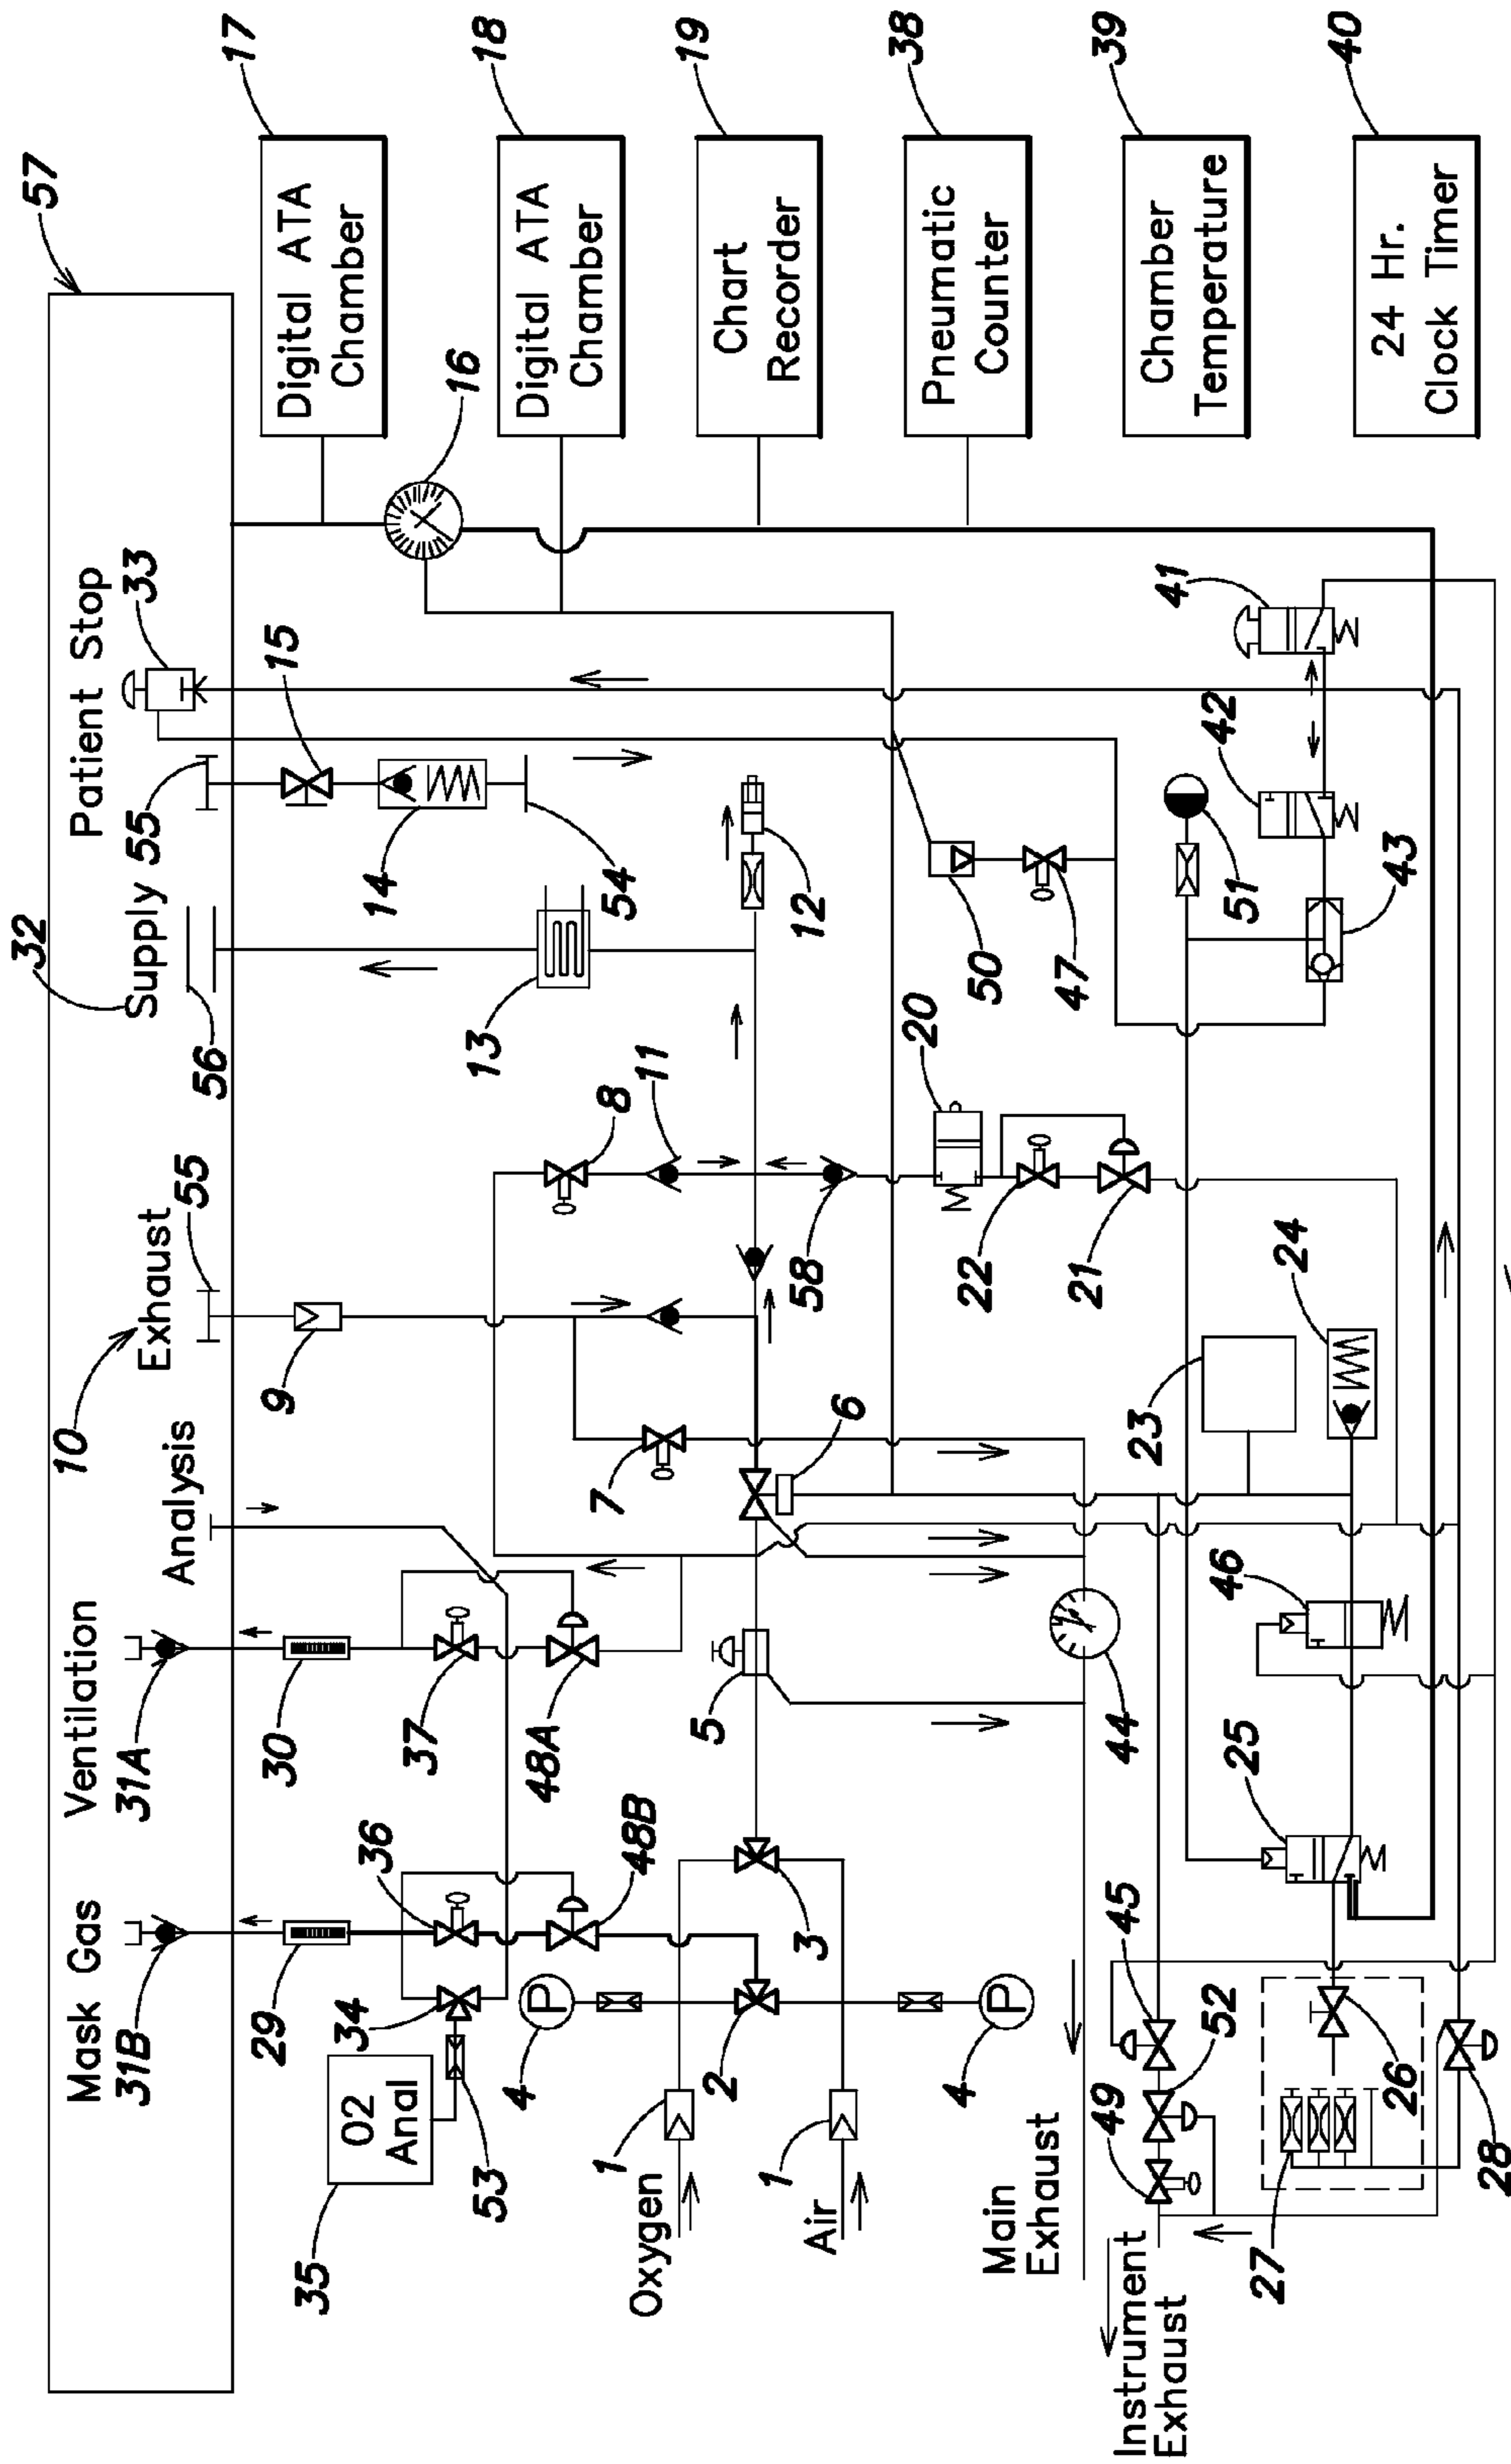 57
32
10
Mask Gas
31B
Ventilation
31A
Analysis
Exhaust
55
Supply
56
55
Patient Stop
33
17
Digital ATA
Chamber
18
Digital ATA
Chamber
19
Chart
Recorder
38
Pneumatic
Counter
39
Chamber
Temperature
40
24 Hr.
Clock Timer
16
15
14
54
13
12
9
30
29
37
36
48A
48B
34
35
O2
Anal
53
8
11
7
6
5
3
2
4
P
4
P
1
Oxygen
1
Air
58
20
22
21
50
47
51
43
42
41
23
24
44
46
25
45
52
49
26
27
28
Main
Exhaust
Instrument
Exhaust